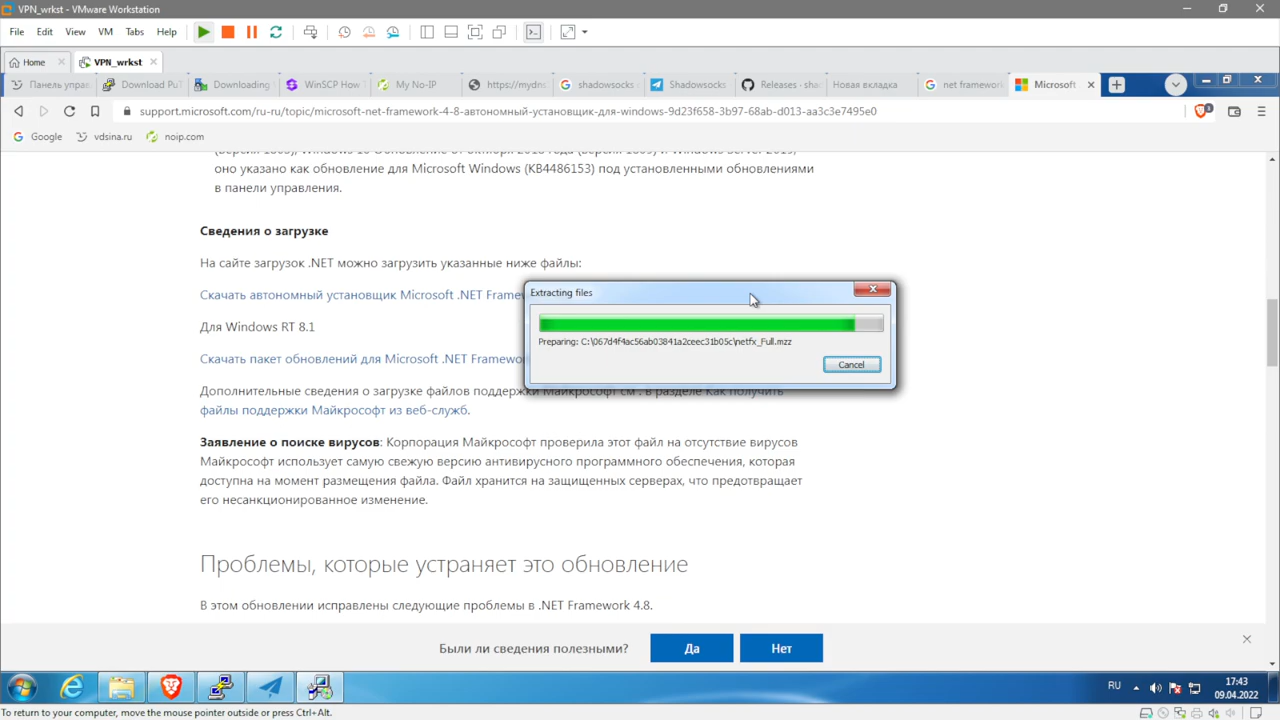 VPN_wrkst - VMware Workstation
File Edit View VM Tabs Help
Home VPN_wrkst
Панель упра Download PuT Downloading WinSCP How My No-IP https://mydno shadowsocks Shadowsocks Releases - sha Новая вкладка net framework Microsoft
support.microsoft.com/ru-ru/topic/microsoft-net-framework-4-8-автономный-установщик-для-windows-9d23f658-3b97-68ab-d013-aa3c3e7495e0
Google vdsina.ru noip.com
оно указано как обновление для Microsoft Windows (KB4486153) под установленными обновлениями
в панели управления.
Сведения о загрузке
На сайте загрузок .NET можно загрузить указанные ниже файлы:
Скачать автономный установщик Microsoft .NET Frame
Для Windows RT 8.1
Скачать пакет обновлений для Microsoft .NET Framewo
Дополнительные сведения о загрузке файлов поддержки Майкрософт см . в разделе Как получить
файлы поддержки Майкрософт из веб-служб.
Заявление о поиске вирусов: Корпорация Майкрософт проверила этот файл на отсутствие вирусов
Майкрософт использует самую свежую версию антивирусного программного обеспечения, которая
доступна на момент размещения файла. Файл хранится на защищенных серверах, что предотвращает
его несанкционированное изменение.
Проблемы, которые устраняет это обновление
В этом обновлении исправлены следующие проблемы в .NET Framework 4.8.
Extracting files
Preparing: C:\067d4f4ac56ab03841a2ceec31b05c\netfx_Full.mzz
Cancel
Были ли сведения полезными? Да Нет
RU 17:43
09.04.2022
To return to your computer, move the mouse pointer outside or press Ctrl+Alt.